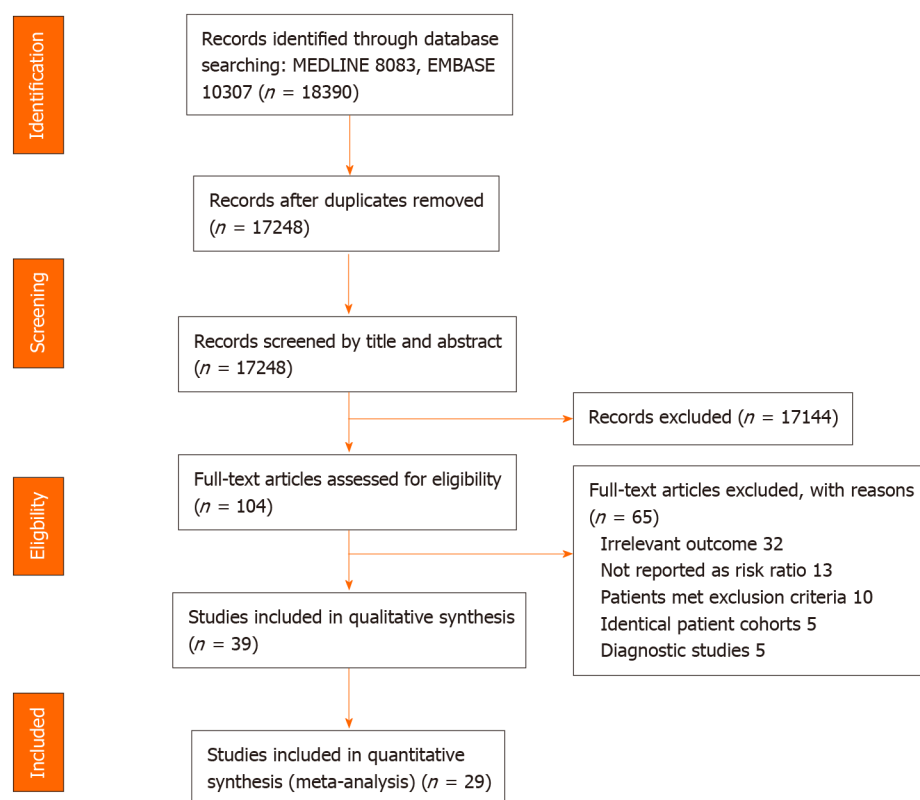 Identification
Records identified through database
searching: MEDLINE 8083, EMBASE
10307 (n = 18390)
Records after duplicates removed
(n = 17248)
Screening
Records screened by title and abstract
(n = 17248)
Records excluded (n = 17144)
Eligbility
Full-text articles assessed for eligibility
(n = 104)
Full-text articles excluded, with reasons
(n = 65)
Irrelevant outcome 32
Not reported as risk ratio 13
Patients met exclusion criteria 10
Identical patient cohorts 5
Diagnostic studies 5
Studies included in qualitative synthesis
(n = 39)
Included
Studies included in quantitative
synthesis (meta-analysis) (n = 29)